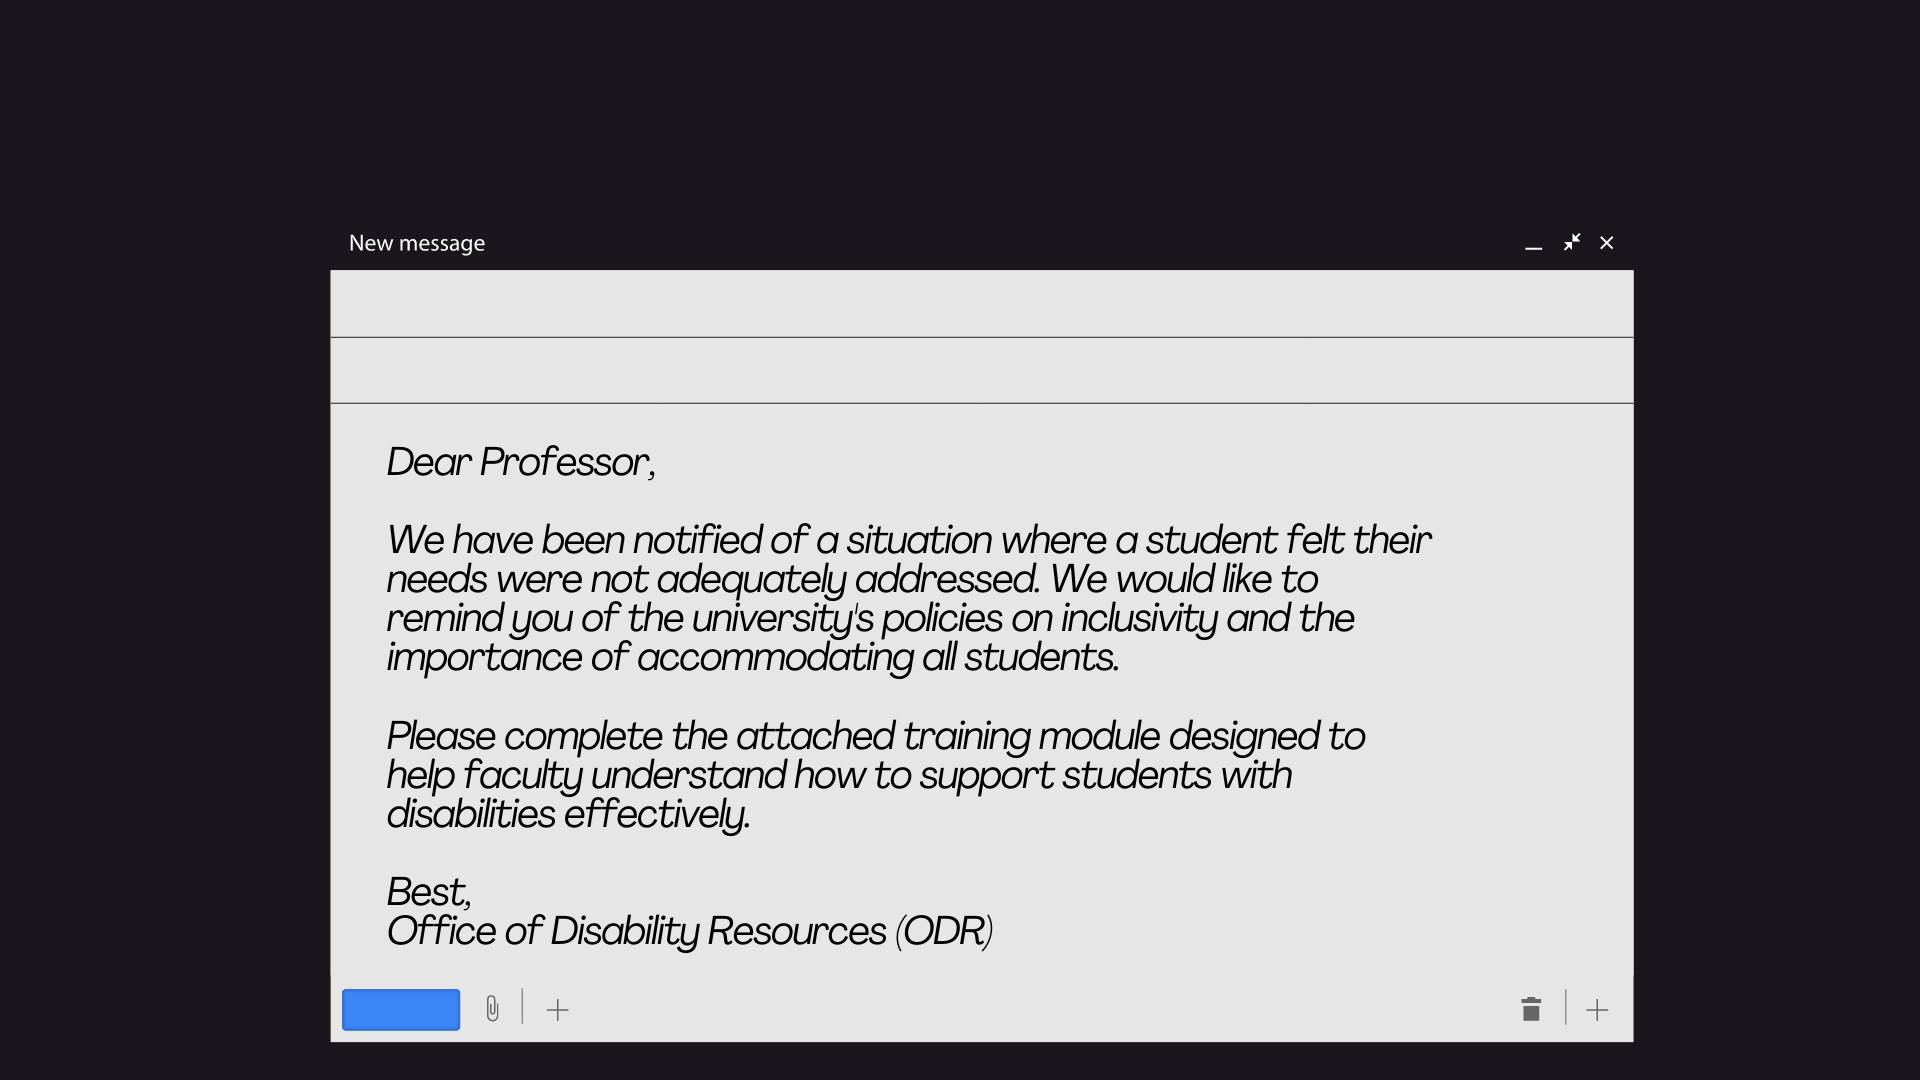 New message
Dear Professor,
We have been notified of a situation where a student felt their
needs were not adequately addressed. We would like to
remind you of the university's policies on inclusivity and the
importance of accommodating all students.
Please complete the attached training module designed to
help faculty understand how to support students with
disabilities effectively.
Best,
Office of Disability Resources (ODR)